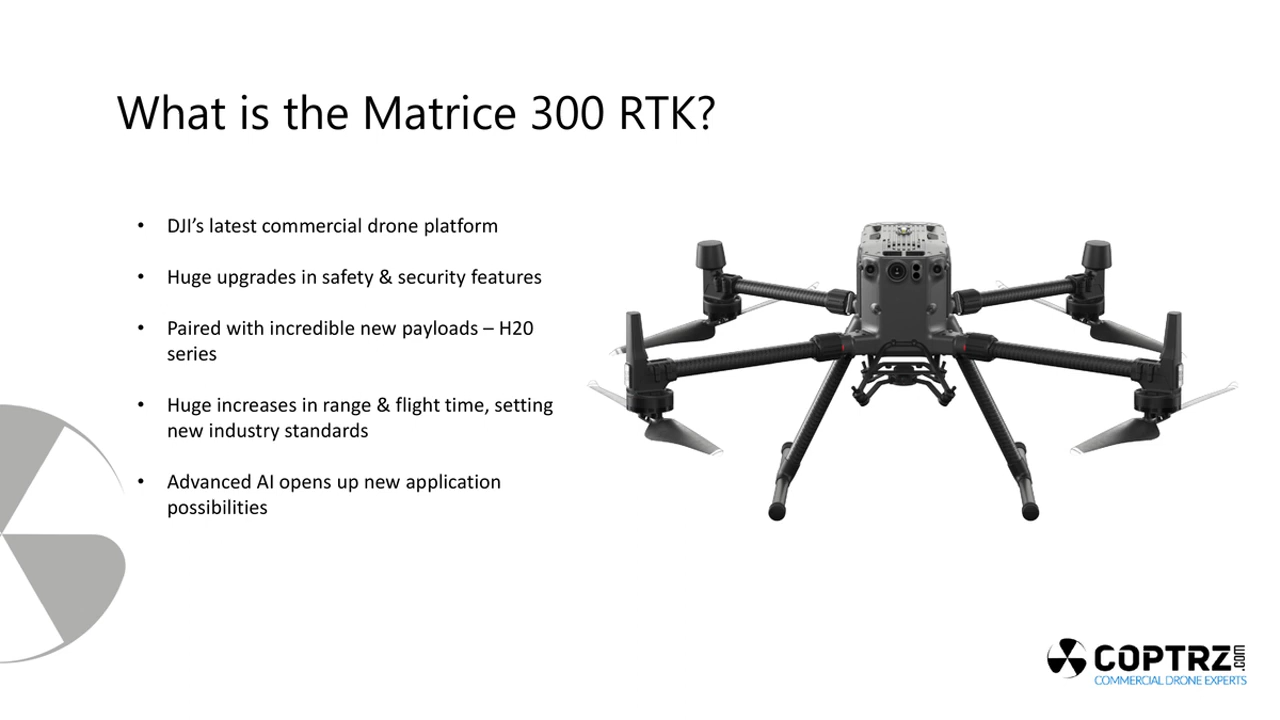 What is the Matrice 300 RTK?
• DJI’s latest commercial drone platform
• Huge upgrades in safety & security features
• Paired with incredible new payloads – H20
series
• Huge increases in range & flight time, setting
new industry standards
• Advanced AI opens up new application
possibilities
COPTRZ.com
COMMERCIAL DRONE EXPERTS